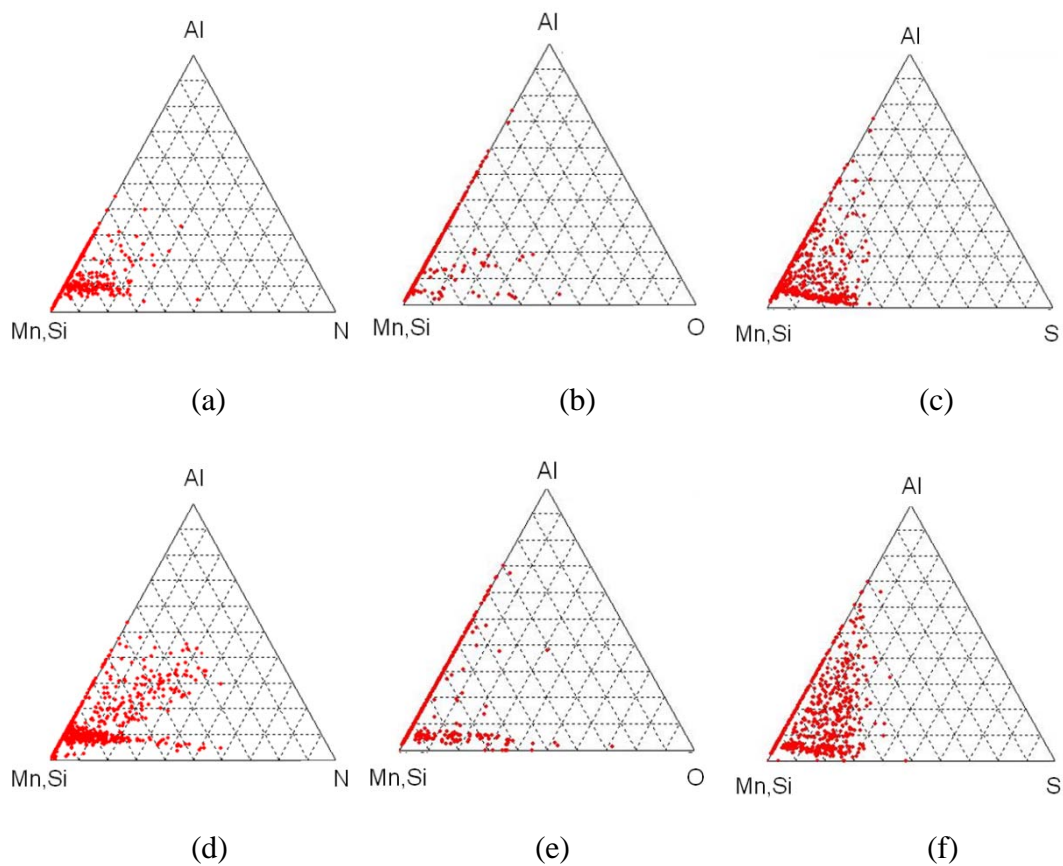 Al Al Al
Mn,Si N Mn,Si O Mn,Si S
(a) (b) (c)
Al Al Al
Mn,Si N Mn,Si O Mn,Si S
(d) (e) (f)